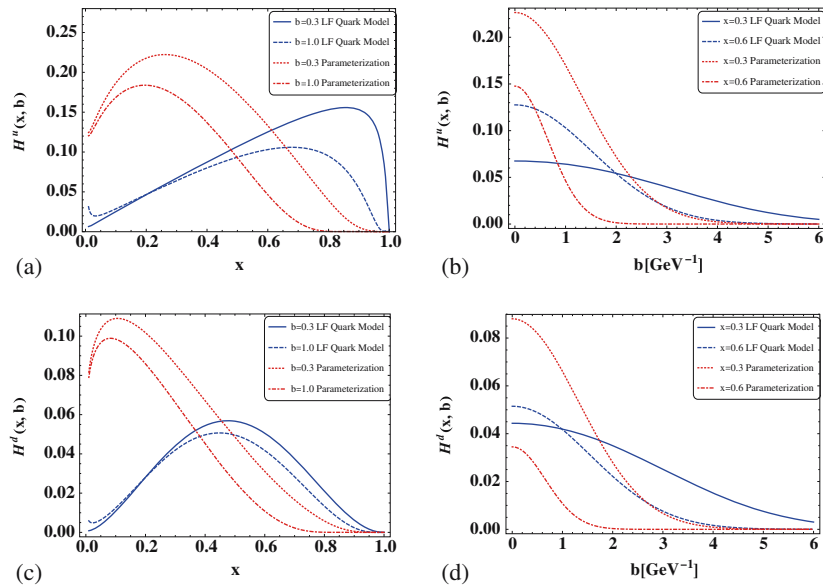 b=0.3 LF Quark Model
b=1.0 LF Quark Model
b=0.3 Parameterization
b=1.0 Parameterization
H^u(x, b)
0.25
0.20
0.15
0.10
0.05
0.00
0.0 0.2 0.4 0.6 0.8 1.0
x
(a)
x=0.3 LF Quark Model
x=0.6 LF Quark Model
x=0.3 Parameterization
x=0.6 Parameterization
H^u(x, b)
0.20
0.15
0.10
0.05
0.00
0 1 2 3 4 5 6
b[GeV⁻¹]
(b)
b=0.3 LF Quark Model
b=1.0 LF Quark Model
b=0.3 Parameterization
b=1.0 Parameterization
H^d(x, b)
0.10
0.08
0.06
0.04
0.02
0.00
0.0 0.2 0.4 0.6 0.8 1.0
x
(c)
x=0.3 LF Quark Model
x=0.6 LF Quark Model
x=0.3 Parameterization
x=0.6 Parameterization
H^d(x, b)
0.08
0.06
0.04
0.02
0.00
0 1 2 3 4 5 6
b[GeV⁻¹]
(d)